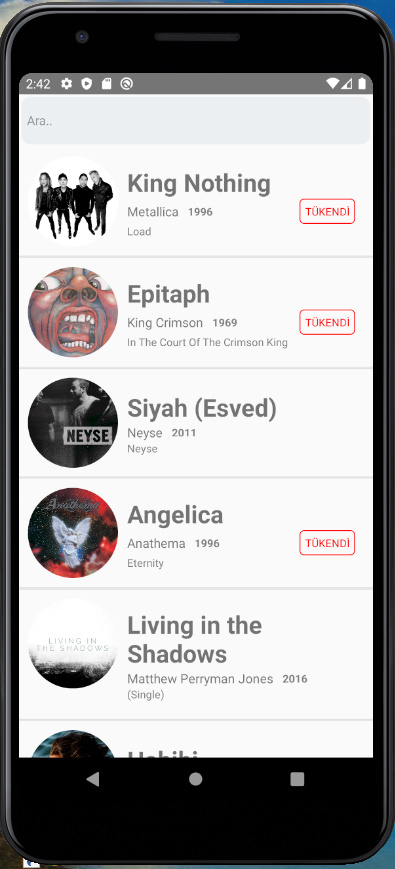 2:42
Ara..
King Nothing
Metallica 1996
TÜKENDİ
Load
Epitaph
King Crimson 1969
TÜKENDİ
In The Court Of The Crimson King
NEYSE
Siyah (Esved)
Neyse 2011
Neyse
Anathema
Angelica
Anathema 1996
TÜKENDİ
Eternity
LIVING IN
THE SHADOWS
Living in the
Shadows
Matthew Perryman Jones 2016
(Single)